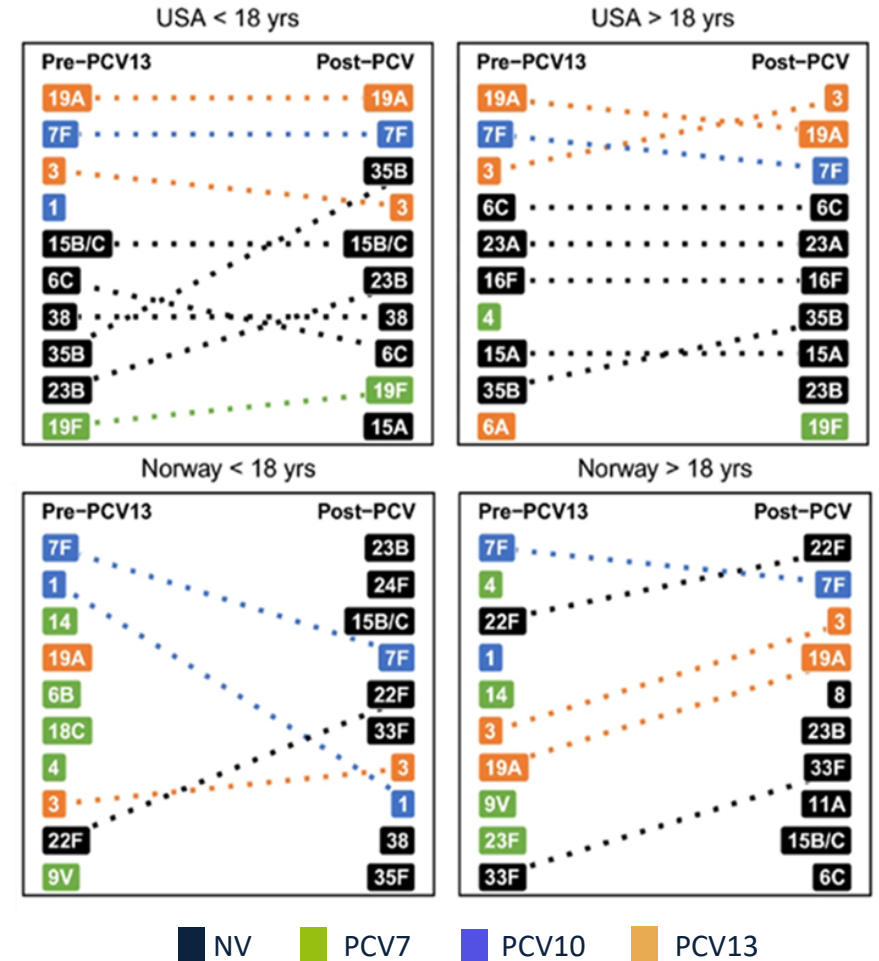 USA < 18 yrs
Pre−PCV13 Post−PCV
19A 19A
7F 7F
3 35B
1 3
15B/C 15B/C
6C 23B
38 38
35B 6C
23B 19F
19F 15A
USA > 18 yrs
Pre−PCV13 Post−PCV
19A 3
7F 19A
3 7F
6C 6C
23A 23A
16F 16F
4 35B
15A 15A
35B 23B
6A 19F
Norway < 18 yrs
Pre−PCV13 Post−PCV
7F 23B
1 24F
14 15B/C
19A 7F
6B 22F
18C 33F
4 3
3 1
22F 38
9V 35F
Norway > 18 yrs
Pre−PCV13 Post−PCV
7F 22F
4 7F
22F 3
1 19A
14 8
3 23B
19A 33F
9V 11A
23F 15B/C
33F 6C
NV PCV7 PCV10 PCV13